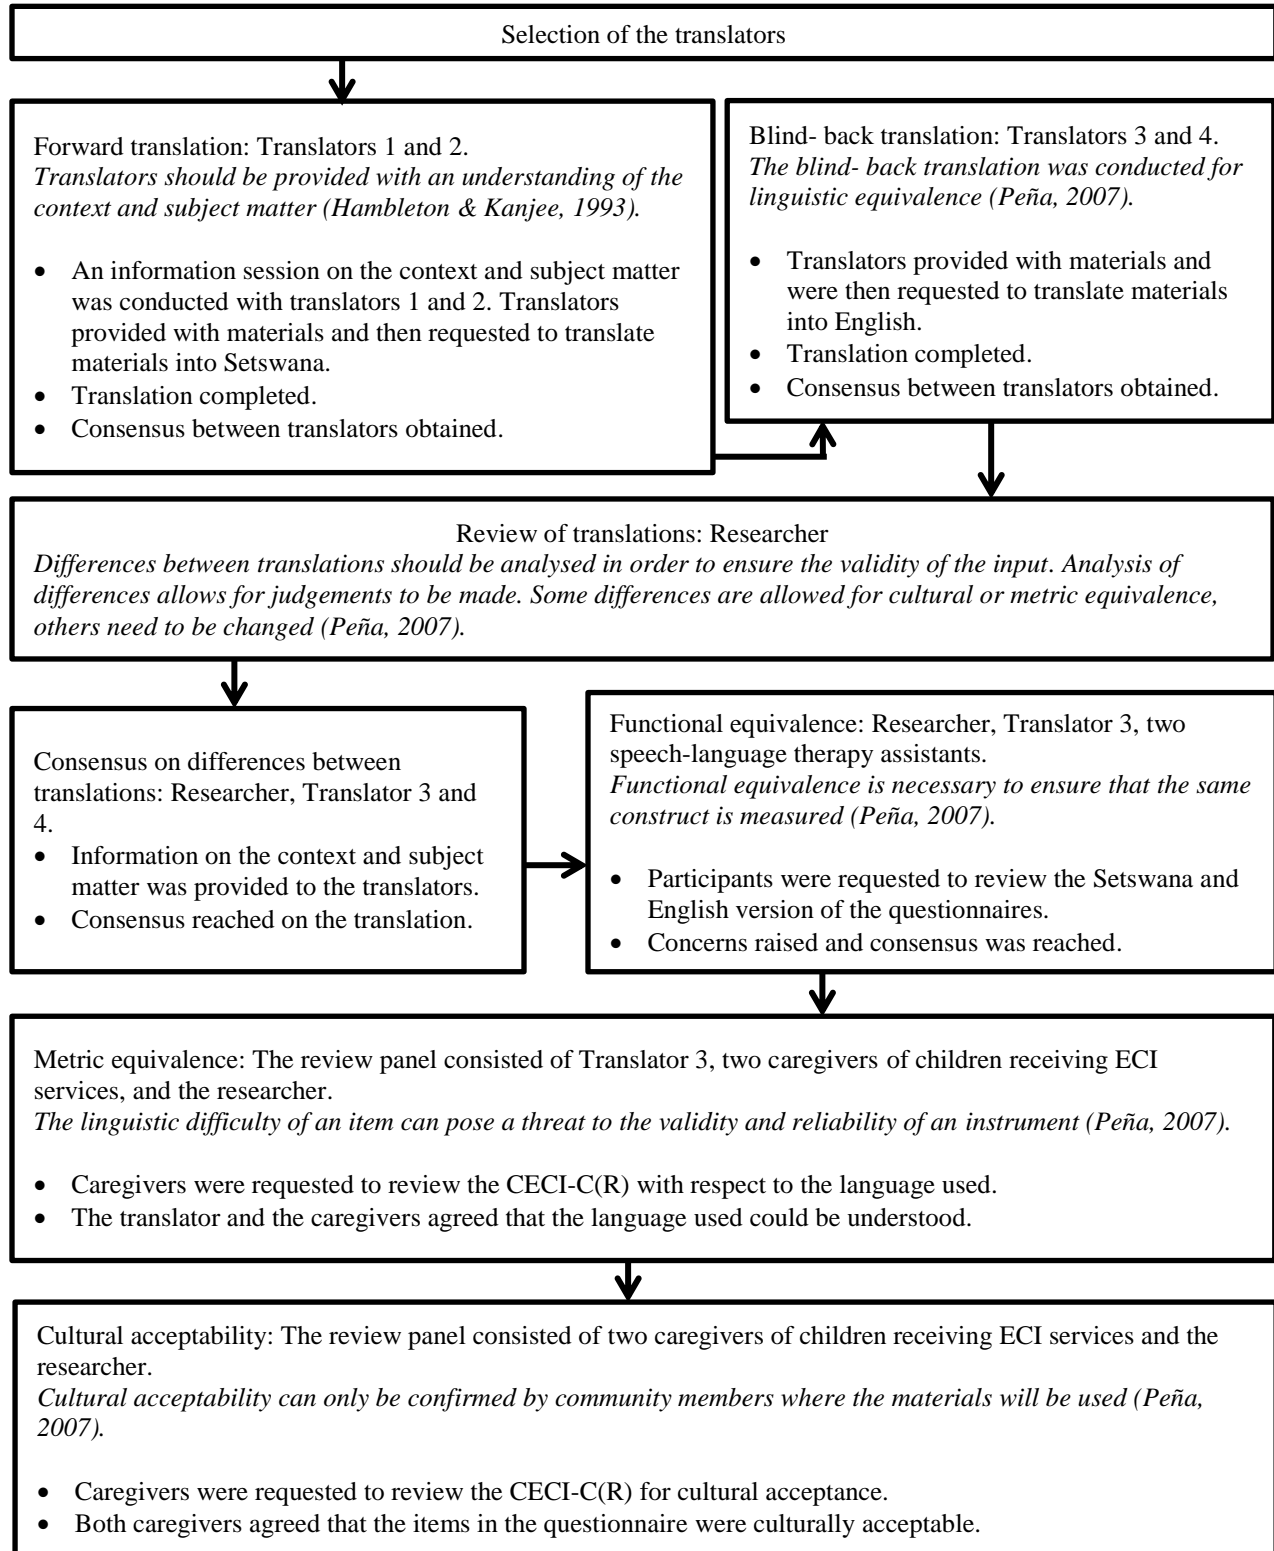 Selection of the translators
Forward translation: Translators 1 and 2.
Translators should be provided with an understanding of the
context and subject matter (Hambleton & Kanjee, 1993).
• An information session on the context and subject matter
was conducted with translators 1 and 2. Translators
provided with materials and then requested to translate
materials into Setswana.
• Translation completed.
• Consensus between translators obtained.
Blind- back translation: Translators 3 and 4.
The blind- back translation was conducted for
linguistic equivalence (Peña, 2007).
• Translators provided with materials and
were then requested to translate materials
into English.
• Translation completed.
• Consensus between translators obtained.
Review of translations: Researcher
Differences between translations should be analysed in order to ensure the validity of the input. Analysis of
differences allows for judgements to be made. Some differences are allowed for cultural or metric equivalence,
others need to be changed (Peña, 2007).
Consensus on differences between
translations: Researcher, Translator 3 and
4.
• Information on the context and subject
matter was provided to the translators.
• Consensus reached on the translation.
Functional equivalence: Researcher, Translator 3, two
speech-language therapy assistants.
Functional equivalence is necessary to ensure that the same
construct is measured (Peña, 2007).
• Participants were requested to review the Setswana and
English version of the questionnaires.
• Concerns raised and consensus was reached.
Metric equivalence: The review panel consisted of Translator 3, two caregivers of children receiving ECI
services, and the researcher.
The linguistic difficulty of an item can pose a threat to the validity and reliability of an instrument (Peña, 2007).
• Caregivers were requested to review the CECI-C(R) with respect to the language used.
• The translator and the caregivers agreed that the language used could be understood.
Cultural acceptability: The review panel consisted of two caregivers of children receiving ECI services and the
researcher.
Cultural acceptability can only be confirmed by community members where the materials will be used (Peña,
2007).
• Caregivers were requested to review the CECI-C(R) for cultural acceptance.
• Both caregivers agreed that the items in the questionnaire were culturally acceptable.